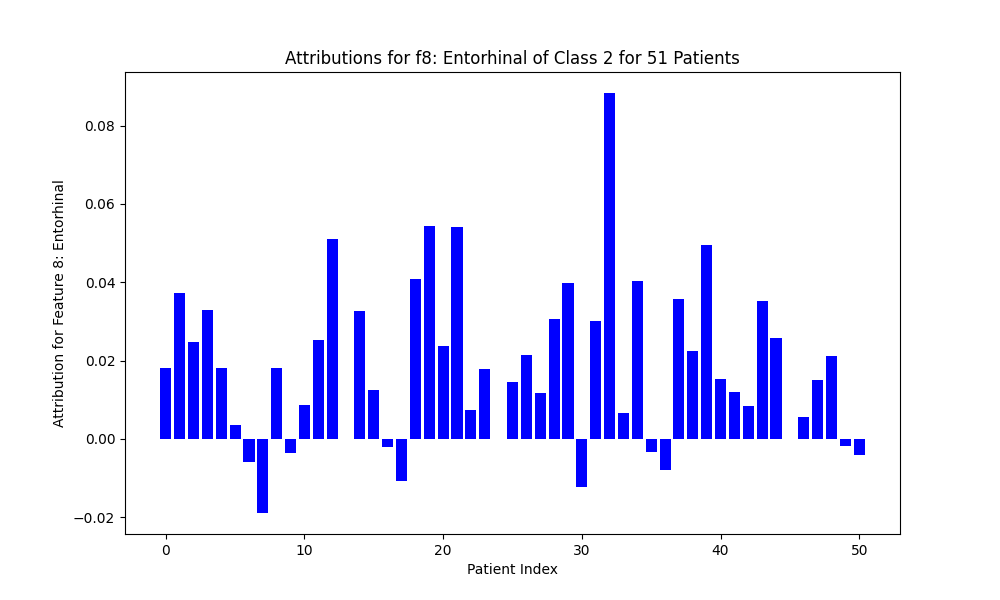 Attributions for f8: Entorhinal of Class 2 for 51 Patients
Attribution for Feature 8: Entorhinal
0.08
0.06
0.04
0.02
0.00
−0.02
0 10 20 30 40 50
Patient Index